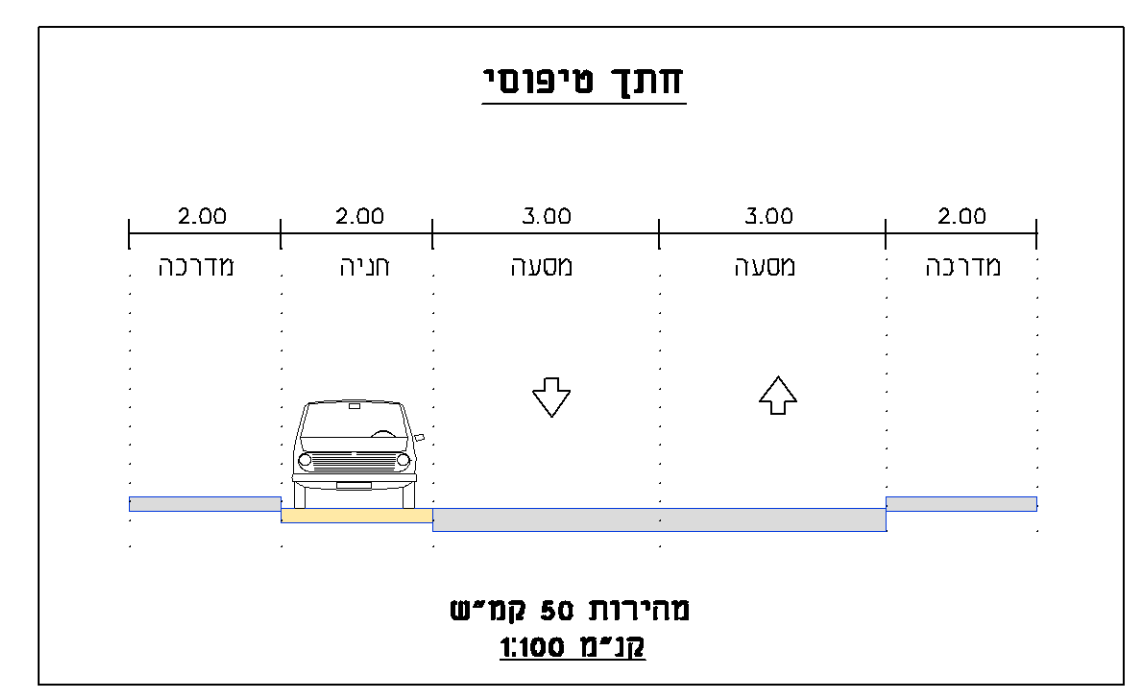 חתך טיפוסי
2.00 2.00 3.00 3.00 2.00
מדרכה חניה מסעה מסעה מדרכה
מהירות 50 קמ"ש
קנ"מ 1:100